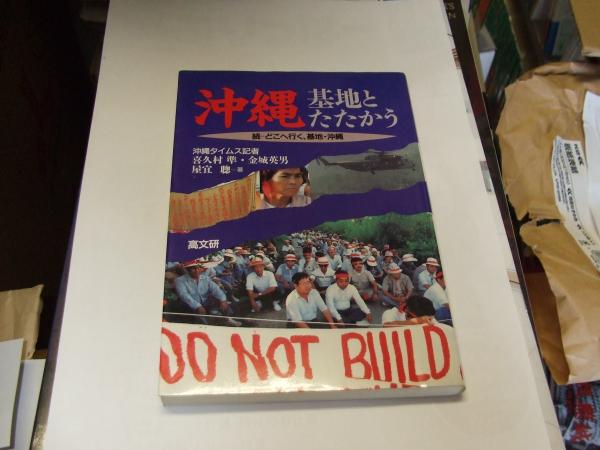 沖縄
基地と
たたかう
続=どこへ行く、基地・沖縄
沖縄タイムス記者
喜久村 準・金城英男
屋宜 聰=著
高文研
DO NOT BUILD